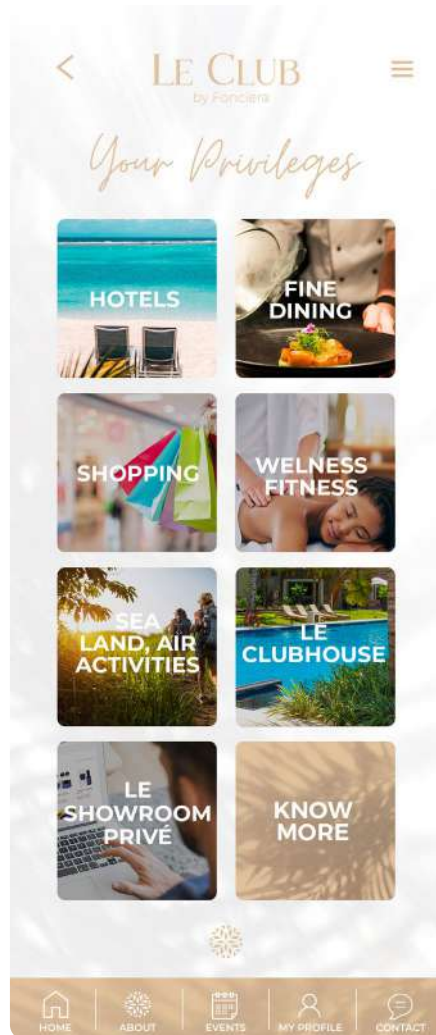 LE CLUB
by Fonciera
Your Privileges
HOTELS
FINE
DINING
SHOPPING
WELNESS
FITNESS
SEA
LAND, AIR
ACTIVITIES
LE
CLUBHOUSE
LE
SHOWROOM
PRIVÉ
KNOW
MORE
HOME
ABOUT
EVENTS
MY PROFILE
CONTACT